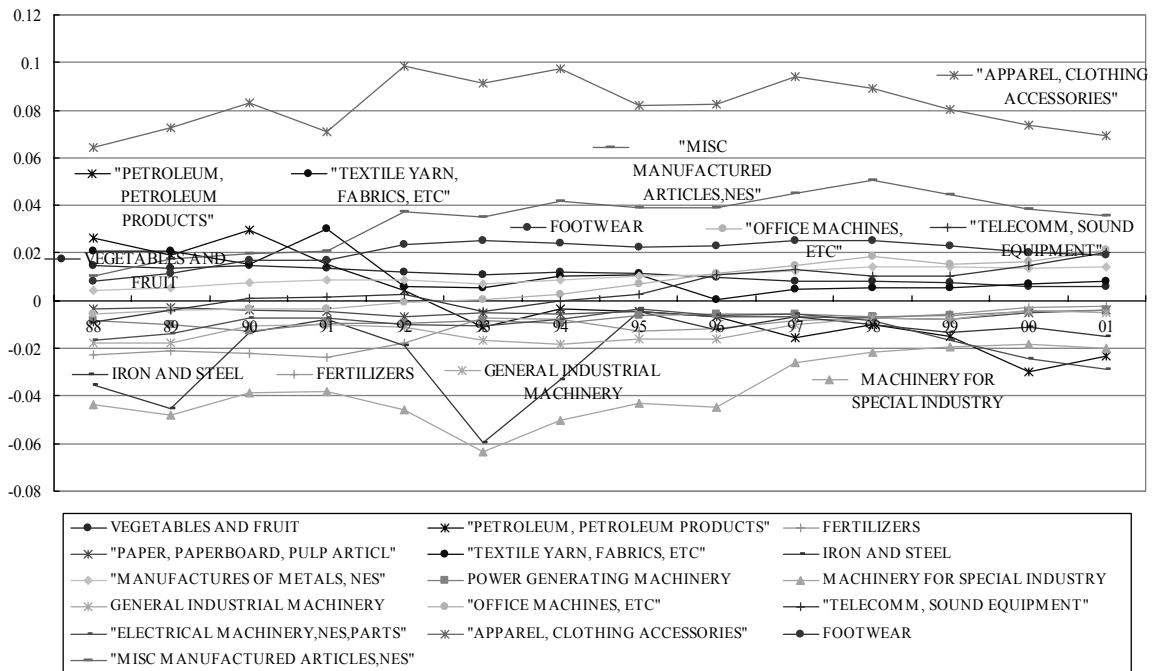 0.12
0.1
"APPAREL, CLOTHING
ACCESSORIES"
0.08
"MISC
MANUFACTURED
ARTICLES,NES"
0.06
"PETROLEUM,
PETROLEUM
PRODUCTS"
"TEXTILE YARN,
FABRICS, ETC"
0.04
FOOTWEAR
"OFFICE MACHINES,
ETC"
"TELECOMM, SOUND
EQUIPMENT"
0.02
VEGETABLES AND
FRUIT
0
88 89 90 91 92 93 94 95 96 97 98 99 00 01
-0.02
IRON AND STEEL
FERTILIZERS
GENERAL INDUSTRIAL
MACHINERY
MACHINERY FOR
SPECIAL INDUSTRY
-0.04
-0.06
-0.08
VEGETABLES AND FRUIT "PETROLEUM, PETROLEUM PRODUCTS" FERTILIZERS
"PAPER, PAPERBOARD, PULP ARTICL" "TEXTILE YARN, FABRICS, ETC" IRON AND STEEL
"MANUFACTURES OF METALS, NES" POWER GENERATING MACHINERY MACHINERY FOR SPECIAL INDUSTRY
GENERAL INDUSTRIAL MACHINERY "OFFICE MACHINES, ETC" "TELECOMM, SOUND EQUIPMENT"
"ELECTRICAL MACHINERY,NES,PARTS" "APPAREL, CLOTHING ACCESSORIES" FOOTWEAR
"MISC MANUFACTURED ARTICLES,NES"